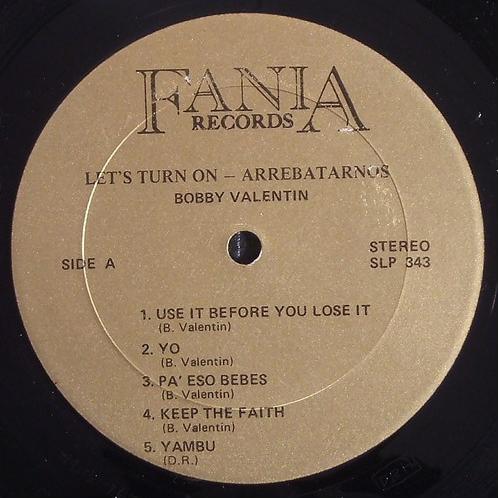 FANIA
RECORDS
LET'S TURN ON – ARREBATARNOS
BOBBY VALENTIN
SIDE A
STEREO
SLP 343
1. USE IT BEFORE YOU LOSE IT
(B. Valentin)
2. YO
(B. Valentin)
3. PA' ESO BEBES
(B. Valentin)
4. KEEP THE FAITH
(B. Valentin)
5. YAMBU
(D.R.)